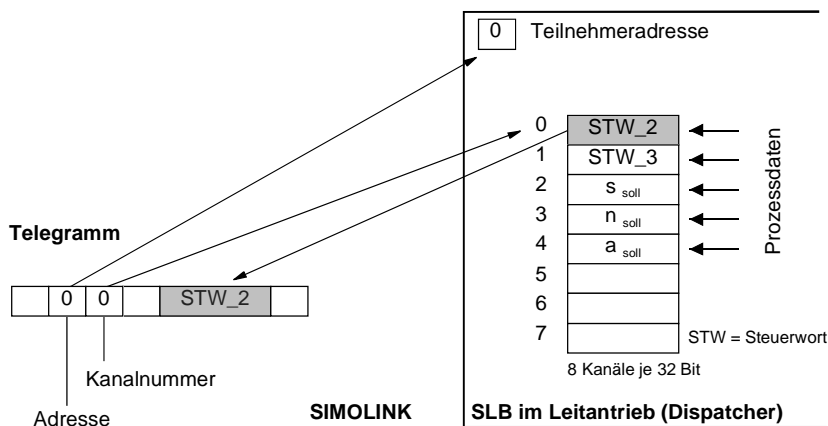 0 Teilnehmeradresse
0 STW_2
1 STW_3
2 s soll
3 n soll
4 a soll
5
6
7
Prozessdaten
STW = Steuerwort
8 Kanäle je 32 Bit
Telegramm
0 0 STW_2
Kanalnummer
Adresse
SIMOLINK
SLB im Leitantrieb (Dispatcher)